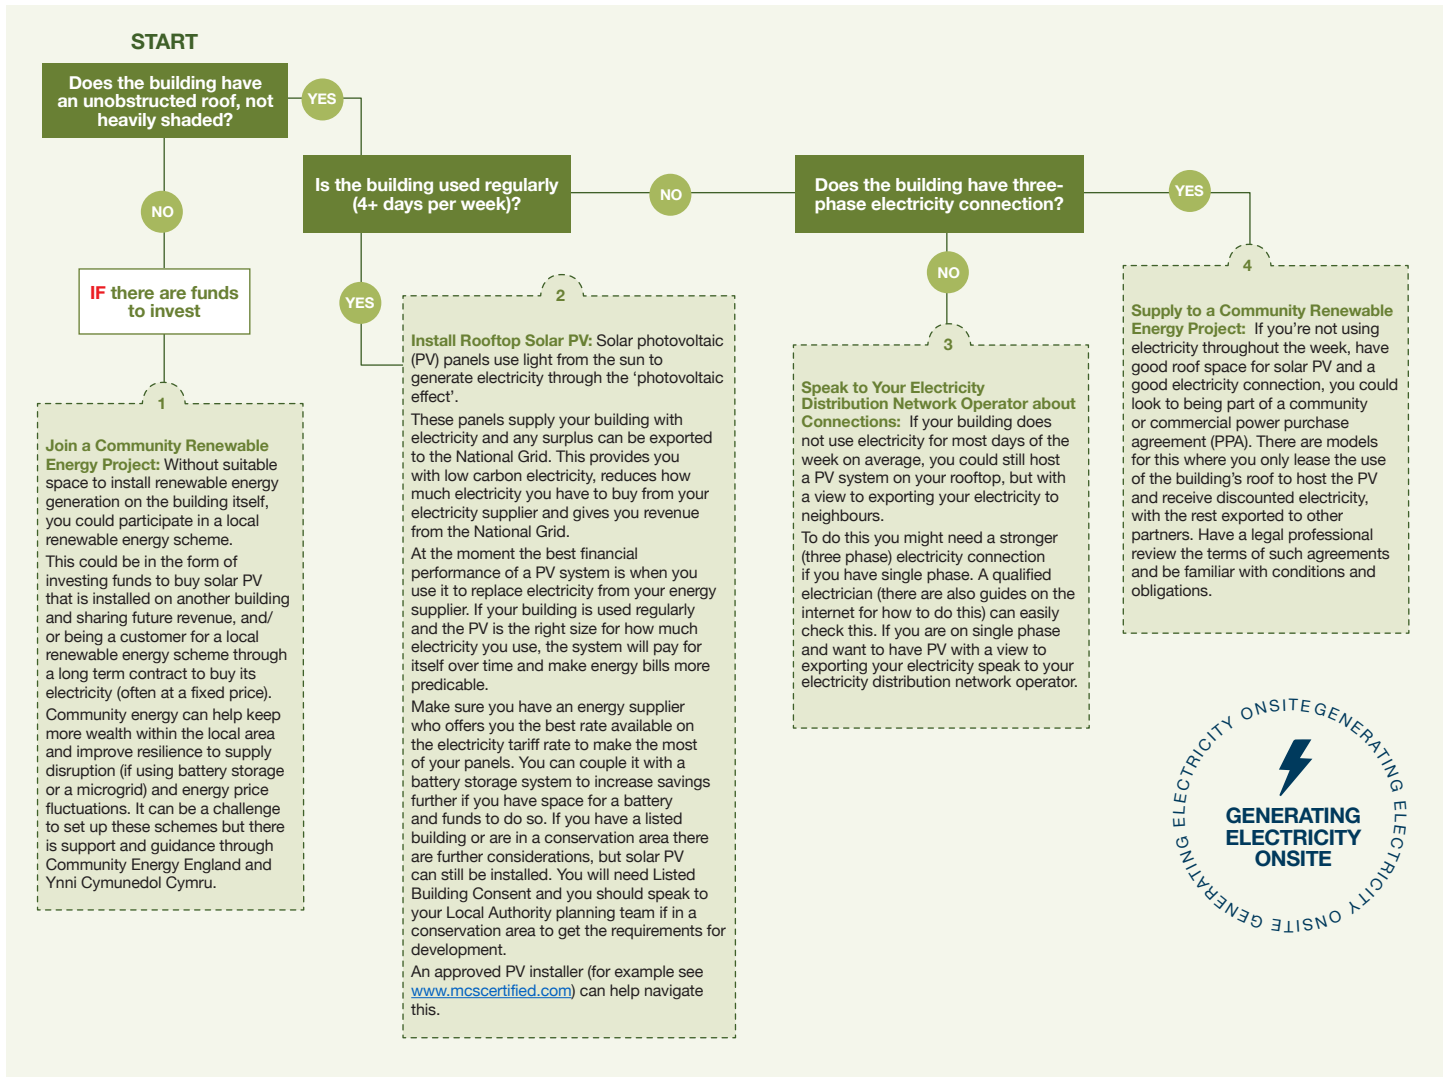 START
Does the building have
an unobstructed roof, not
heavily shaded?
YES
NO
IF there are funds
to invest
1
Join a Community Renewable
Energy Project: Without suitable
space to install renewable energy
generation on the building itself,
you could participate in a local
renewable energy scheme.
This could be in the form of
investing funds to buy solar PV
that is installed on another building
and sharing future revenue, and/
or being a customer for a local
renewable energy scheme through
a long term contract to buy its
electricity (often at a fixed price).
Community energy can help keep
more wealth within the local area
and improve resilience to supply
disruption (if using battery storage
or a microgrid) and energy price
fluctuations. It can be a challenge
to set up these schemes but there
is support and guidance through
Community Energy England and
Ynni Cymunedol Cymru.
Is the building used regularly
(4+ days per week)?
NO
YES
2
Install Rooftop Solar PV: Solar photovoltaic
(PV) panels use light from the sun to
generate electricity through the ‘photovoltaic
effect’.
These panels supply your building with
electricity and any surplus can be exported
to the National Grid. This provides you
with low carbon electricity, reduces how
much electricity you have to buy from your
electricity supplier and gives you revenue
from the National Grid.
At the moment the best financial
performance of a PV system is when you
use it to replace electricity from your energy
supplier. If your building is used regularly
and the PV is the right size for how much
electricity you use, the system will pay for
itself over time and make energy bills more
predicable.
Make sure you have an energy supplier
who offers you the best rate available on
the electricity tariff rate to make the most
of your panels. You can couple it with a
battery storage system to increase savings
further if you have space for a battery
and funds to do so. If you have a listed
building or are in a conservation area there
are further considerations, but solar PV
can still be installed. You will need Listed
Building Consent and you should speak to
your Local Authority planning team if in a
conservation area to get the requirements for
development.
An approved PV installer (for example see
www.mcscertified.com) can help navigate
this.
Does the building have three-
phase electricity connection?
YES
NO
3
Speak to Your Electricity
Distribution Network Operator about
Connections: If your building does
not use electricity for most days of the
week on average, you could still host
a PV system on your rooftop, but with
a view to exporting your electricity to
neighbours.
To do this you might need a stronger
(three phase) electricity connection
if you have single phase. A qualified
electrician (there are also guides on the
internet for how to do this) can easily
check this. If you are on single phase
and want to have PV with a view to
exporting your electricity speak to your
electricity distribution network operator.
4
Supply to a Community Renewable
Energy Project: If you’re not using
electricity throughout the week, have
good roof space for solar PV and a
good electricity connection, you could
look to being part of a community
or commercial power purchase
agreement (PPA). There are models
for this where you only lease the use
of the building’s roof to host the PV
and receive discounted electricity,
with the rest exported to other
partners. Have a legal professional
review the terms of such agreements
and be familiar with conditions and
obligations.
GENERATING ELECTRICITY ONSITE GENERATING ELECTRICITY ONSITE
GENERATING
ELECTRICITY
ONSITE